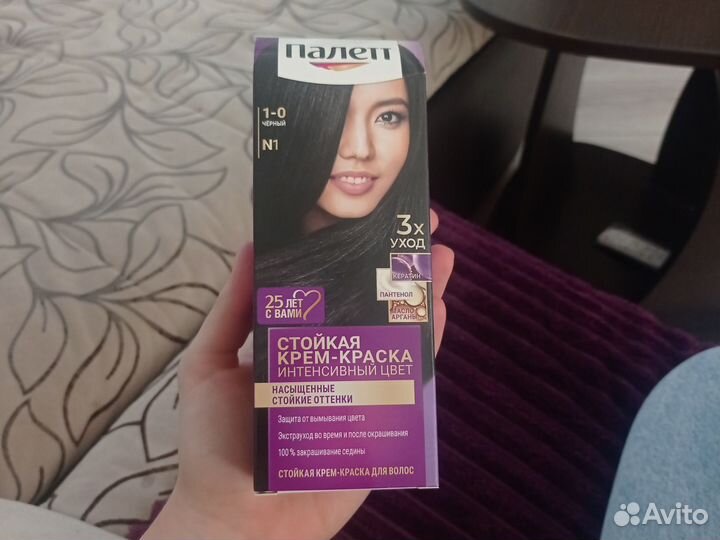 Палетт
1-0
ЧЕРНЫЙ
N1
3x
УХОД
КЕРАТИН
ПАНТЕНОЛ
МАСЛО
АРГАНЫ
25 ЛЕТ
С ВАМИ
СТОЙКАЯ
КРЕМ-КРАСКА
ИНТЕНСИВНЫЙ ЦВЕТ
НАСЫЩЕННЫЕ
СТОЙКИЕ ОТТЕНКИ
Защита от вымывания цвета
Экстрауход во время и после окрашивания
100% закрашивание седины
СТОЙКАЯ КРЕМ-КРАСКА ДЛЯ ВОЛОС
Avito